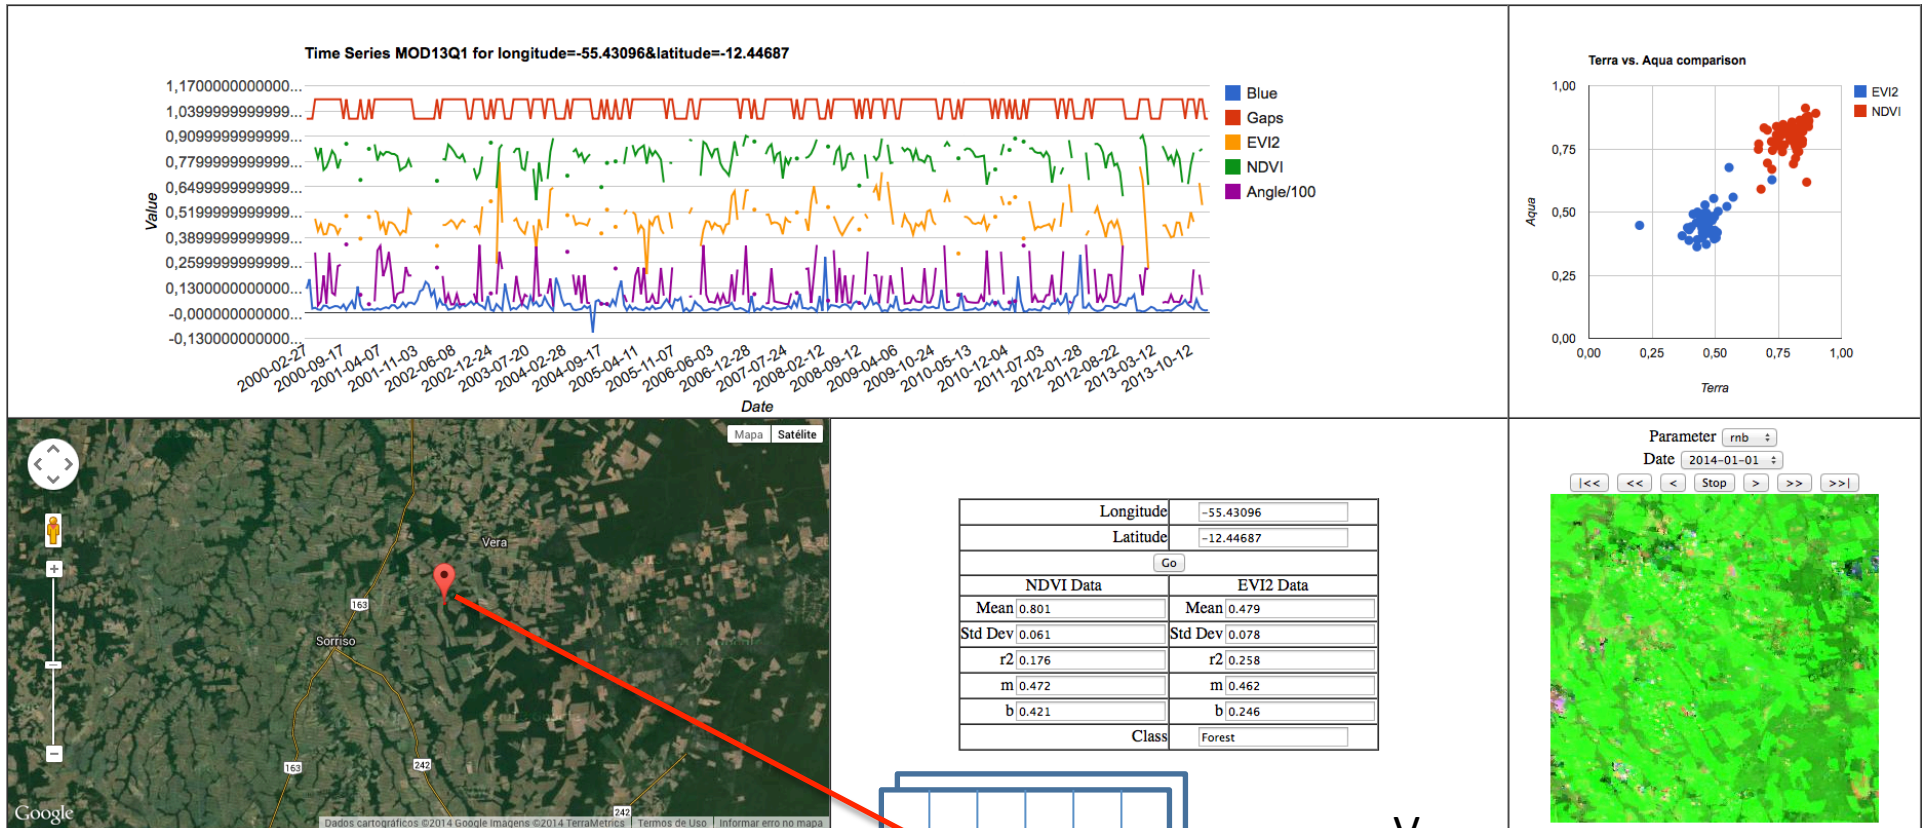 Time Series MOD13Q1 for longitude=-55.43096&latitude=-12.44687
1,1700000000000...
1,0399999999999...
0,9099999999999...
0,7799999999999...
0,6499999999999...
0,5199999999999...
0,3899999999999...
0,2599999999999...
0,1300000000000...
-0,000000000000...
-0,130000000000...
Value
2000-02-27
2000-09-17
2001-04-07
2001-11-03
2002-06-08
2002-12-24
2003-07-20
2004-02-28
2004-09-17
2005-04-11
2005-11-07
2006-06-03
2006-12-28
2007-07-24
2008-02-12
2008-09-12
2009-04-06
2009-10-24
2010-05-13
2010-12-04
2011-07-03
2012-01-28
2012-08-22
2013-03-12
2013-10-12
Date
Blue
Gaps
EVI2
NDVI
Angle/100
Terra vs. Aqua comparison
1,00
0,75
0,50
0,25
0,00
Aqua
0,00 0,25 0,50 0,75 1,00
Terra
EVI2
NDVI
Mapa Satélite
Vera
163
Sorriso
163
242
242
Google
Dados cartográficos ©2014 Google Imagens ©2014 TerraMetrics Termos de Uso Informar erro no mapa
Longitude -55.43096
Latitude -12.44687
Go
NDVI Data EVI2 Data
Mean 0.801 Mean 0.479
Std Dev 0.061 Std Dev 0.078
r2 0.176 r2 0.258
m 0.472 m 0.462
b 0.421 b 0.246
Class Forest
Parameter rnb
Date 2014-01-01
|<< << < Stop > >> >>|